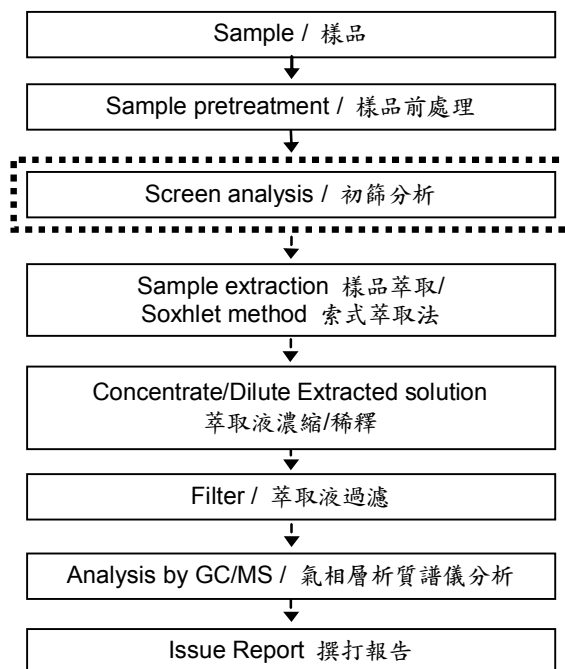 Sample / 樣品
Sample pretreatment / 樣品前處理
Screen analysis / 初篩分析
Sample extraction 樣品萃取/
Soxhlet method 索式萃取法
Concentrate/Dilute Extracted solution
萃取液濃縮/稀釋
Filter / 萃取液過濾
Analysis by GC/MS / 氣相層析質譜儀分析
Issue Report 撰打報告